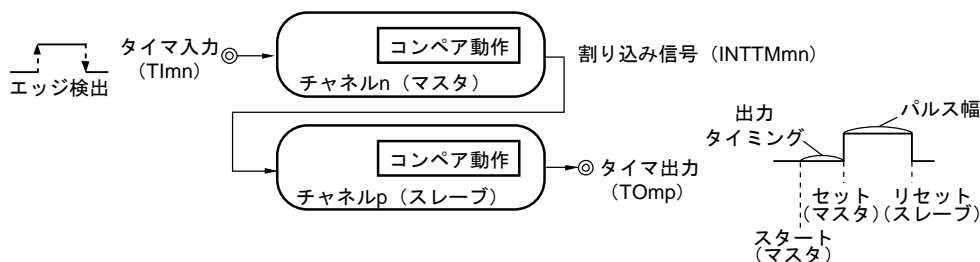 エッジ検出
タイマ入力
(TImn)
コンペア動作
チャネルn（マスタ）
割り込み信号（INTTMmn）
コンペア動作
チャネルp（スレーブ）
タイマ出力
(TOmp)
出力
タイミング
パルス幅
セット
(マスタ)
リセット
(スレーブ)
スタート
(マスタ)